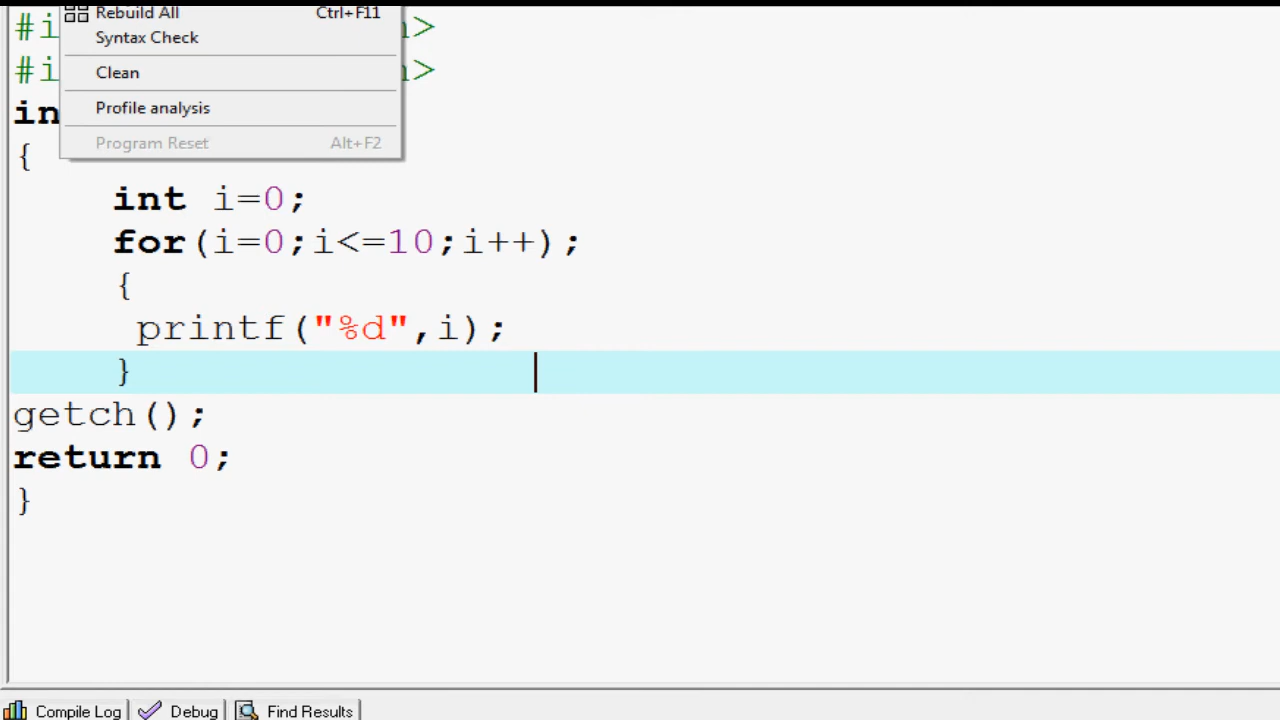 Rebuild All Ctrl+F11
#i >
Syntax Check
#i >
Clean
in
Profile analysis
Program Reset Alt+F2
{
int i=0;
for(i=0;i<=10;i++);
{
printf("%d",i);
}
getch();
return 0;
}
Compile Log Debug Find Results